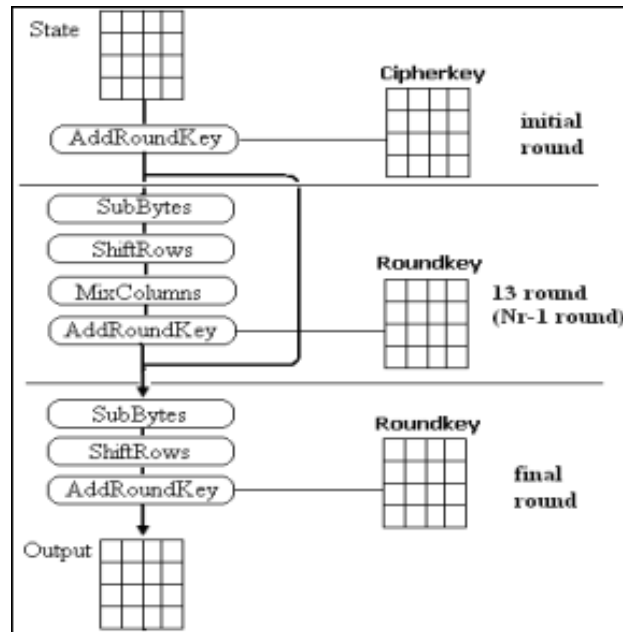 State
Cipherkey
AddRoundKey
initial
round
SubBytes
ShiftRows
MixColumns
AddRoundKey
Roundkey
13 round
(Nr-1 round)
SubBytes
ShiftRows
AddRoundKey
Roundkey
final
round
Output